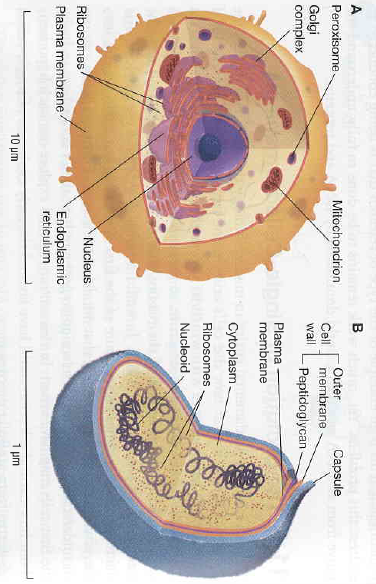 A
Peroxisome
Golgi
complex
Ribosomes
Plasma membrane
Mitochondrion
Nucleus
Endoplasmic
reticulum
10 µm
B
Cell
wall
Outer
membrane
Peptidoglycan
Capsule
Plasma
membrane
Cytoplasm
Ribosomes
Nucleoid
1 µm